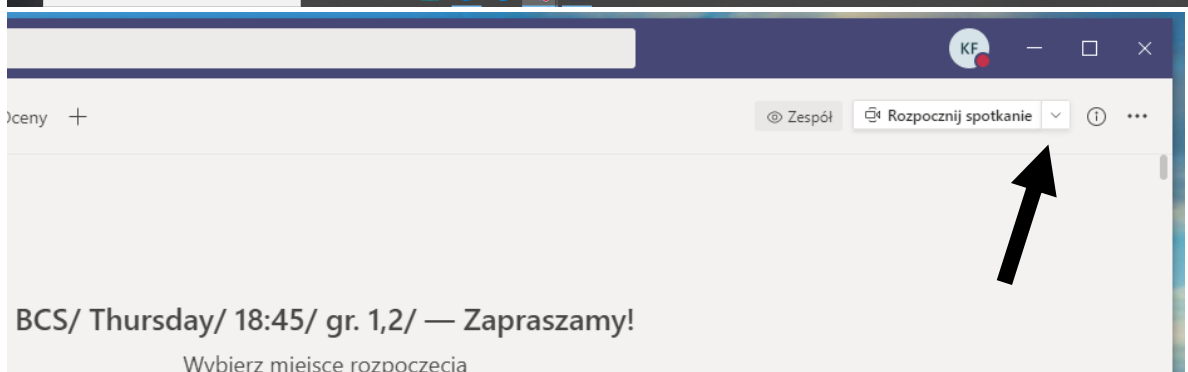 KF
Oceny
Zespół
Rozpocznij spotkanie
BCS/ Thursday/ 18:45/ gr. 1,2/ — Zapraszamy!
Wybierz miejsce rozpoczęcia